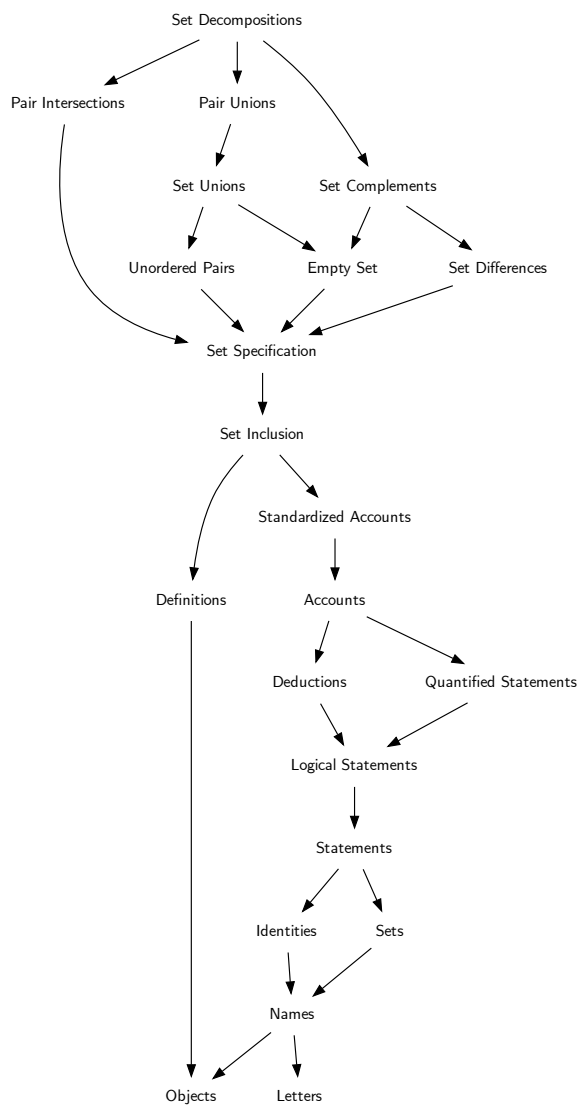 Set Decompositions
Pair Intersections
Pair Unions
Set Unions
Set Complements
Unordered Pairs
Empty Set
Set Differences
Set Specification
Set Inclusion
Standardized Accounts
Definitions
Accounts
Deductions
Quantified Statements
Logical Statements
Statements
Identities
Sets
Names
Objects
Letters